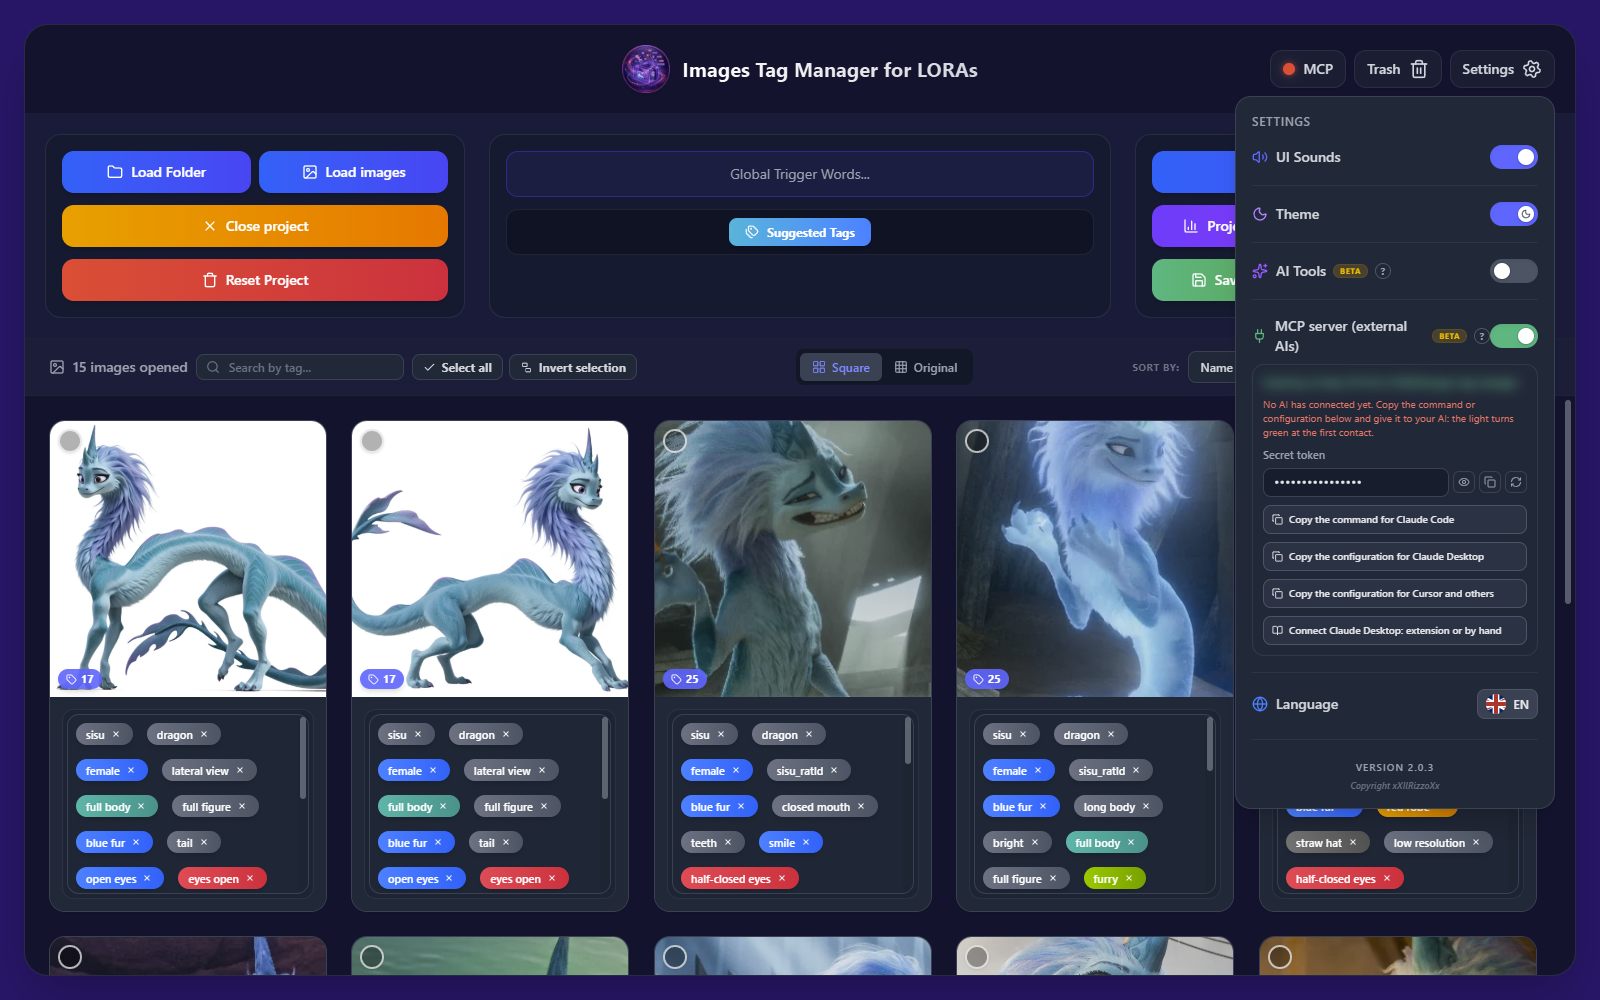 Images Tag Manager for LORAs
MCP
Trash
Settings
Load Folder
Load images
Close project
Reset Project
Global Trigger Words...
Suggested Tags
SETTINGS
UI Sounds
Theme
AI Tools BETA ?
MCP server (external
AIs)
BETA ?
No AI has connected yet. Copy the command or
configuration below and give it to your AI: the light turns
green at the first contact.
Secret token
•••••••••••••••
Copy the command for Claude Code
Copy the configuration for Claude Desktop
Copy the configuration for Cursor and others
Connect Claude Desktop: extension or by hand
Language
EN
VERSION 2.0.3
Copyright xXIlRizzoXx
15 images opened
Search by tag...
Select all
Invert selection
Square
Original
SORT BY:
Name
17
sisu ×
dragon ×
female ×
lateral view ×
full body ×
full figure ×
blue fur ×
tail ×
open eyes ×
eyes open ×
17
sisu ×
dragon ×
female ×
lateral view ×
full body ×
full figure ×
blue fur ×
tail ×
open eyes ×
eyes open ×
25
sisu ×
dragon ×
female ×
sisu_ratld ×
blue fur ×
closed mouth ×
teeth ×
smile ×
half-closed eyes ×
25
sisu ×
dragon ×
female ×
sisu_ratld ×
blue fur ×
long body ×
bright ×
full body ×
full figure ×
furry ×
straw hat ×
low resolution ×
half-closed eyes ×